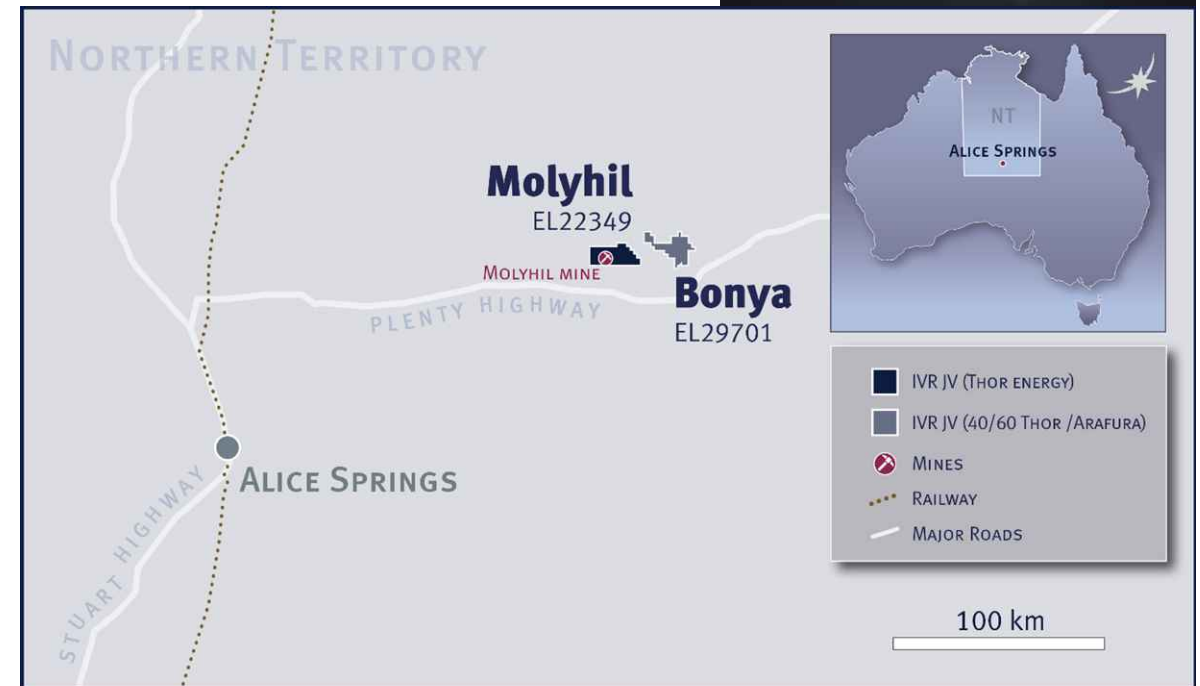 NORTHERN TERRITORY
NT
ALICE SPRINGS
Molyhil
EL22349
MOLYHIL MINE
Bonya
EL29701
PLENTY HIGHWAY
ALICE SPRINGS
STUART HIGHWAY
IVR JV (THOR ENERGY)
IVR JV (40/60 THOR /ARAFURA)
MINES
RAILWAY
MAJOR ROADS
100 km